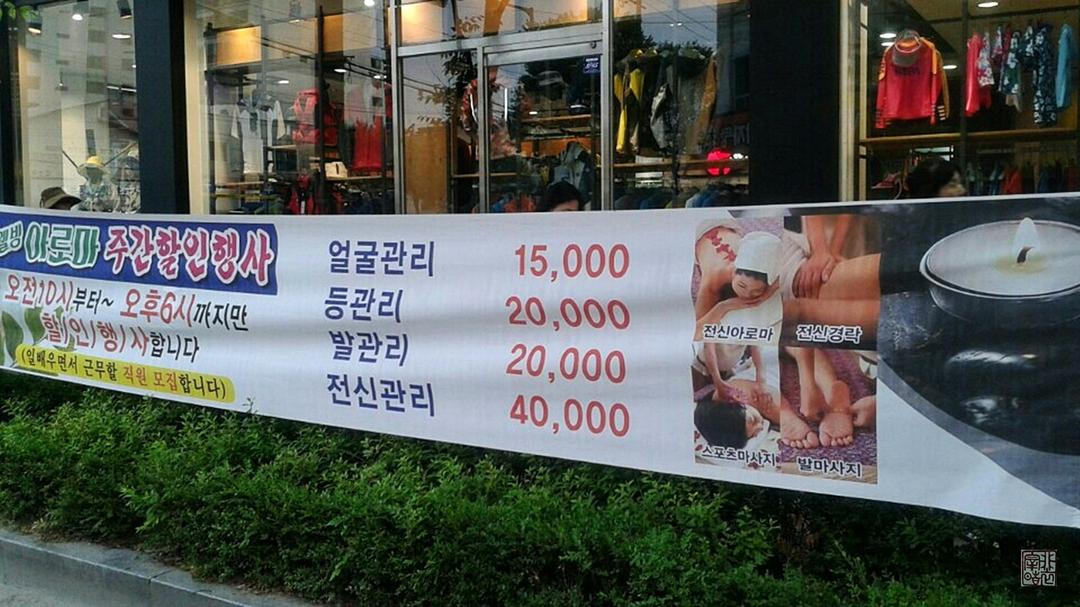 웰빙 아로마 주간할인행사
오전10시부터~ 오후6시까지만
할인행사합니다
(일배우면서 근무할 직원 모집합니다)
얼굴관리 15,000
등관리 20,000
발관리 20,000
전신관리 40,000
전신아로마 전신경락
스포츠마사지 발마사지